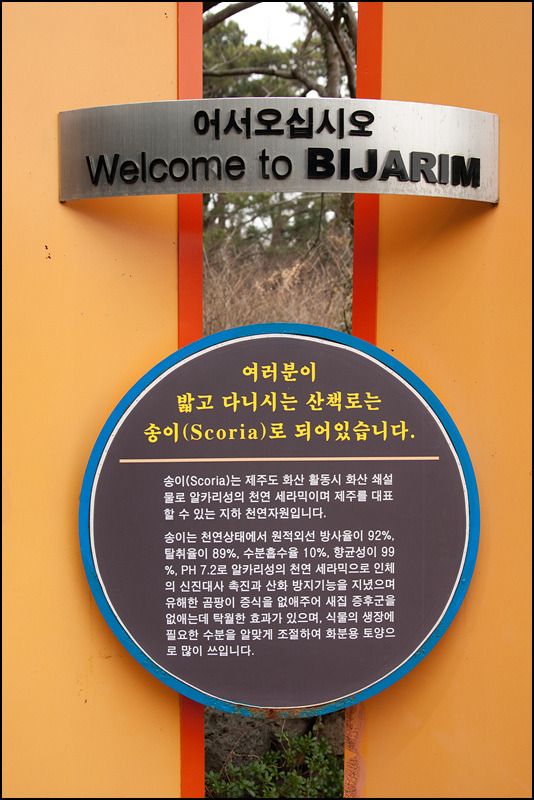 어서오십시오
Welcome to BIJARIM
여러분이
밟고 다니시는 산책로는
송이(Scoria)로 되어있습니다.
송이(Scoria)는 제주도 화산 활동시 화산 쇄설
물로 알카리성의 천연 세라믹이며 제주를 대표
할 수 있는 지하 천연자원입니다.
송이는 천연상태에서 원적외선 방사율이 92%,
탈취율이 89%, 수분흡수율 10%, 항균성이 99
%, PH 7.2로 알카리성의 천연 세라믹으로 인체
의 신진대사 촉진과 산화 방지기능을 지녔으며
유해한 곰팡이 증식을 없애주어 새집 증후군을
없애는데 탁월한 효과가 있으며, 식물의 생장에
필요한 수분을 알맞게 조절하여 화분용 토양으
로 많이 쓰입니다.